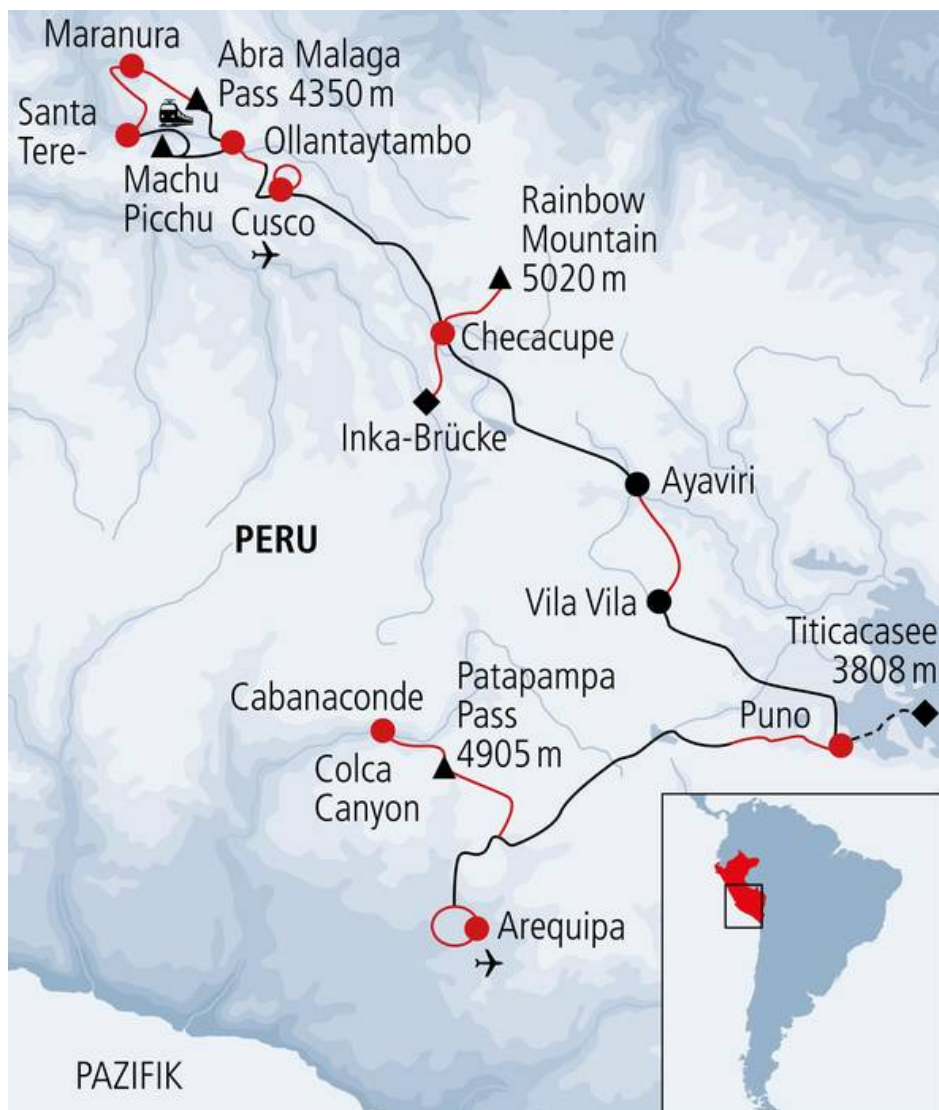 Maranura
Abra Malaga
Pass 4350 m
Santa
Tere-
Ollantaytambo
Machu
Picchu
Cusco
Rainbow
Mountain
5020 m
Checacupe
Inka-Brücke
Ayaviri
PERU
Vila Vila
Titicacasee
3808 m
Cabanaconde
Patapampa
Pass
4905 m
Puno
Colca
Canyon
Arequipa
PAZIFIK